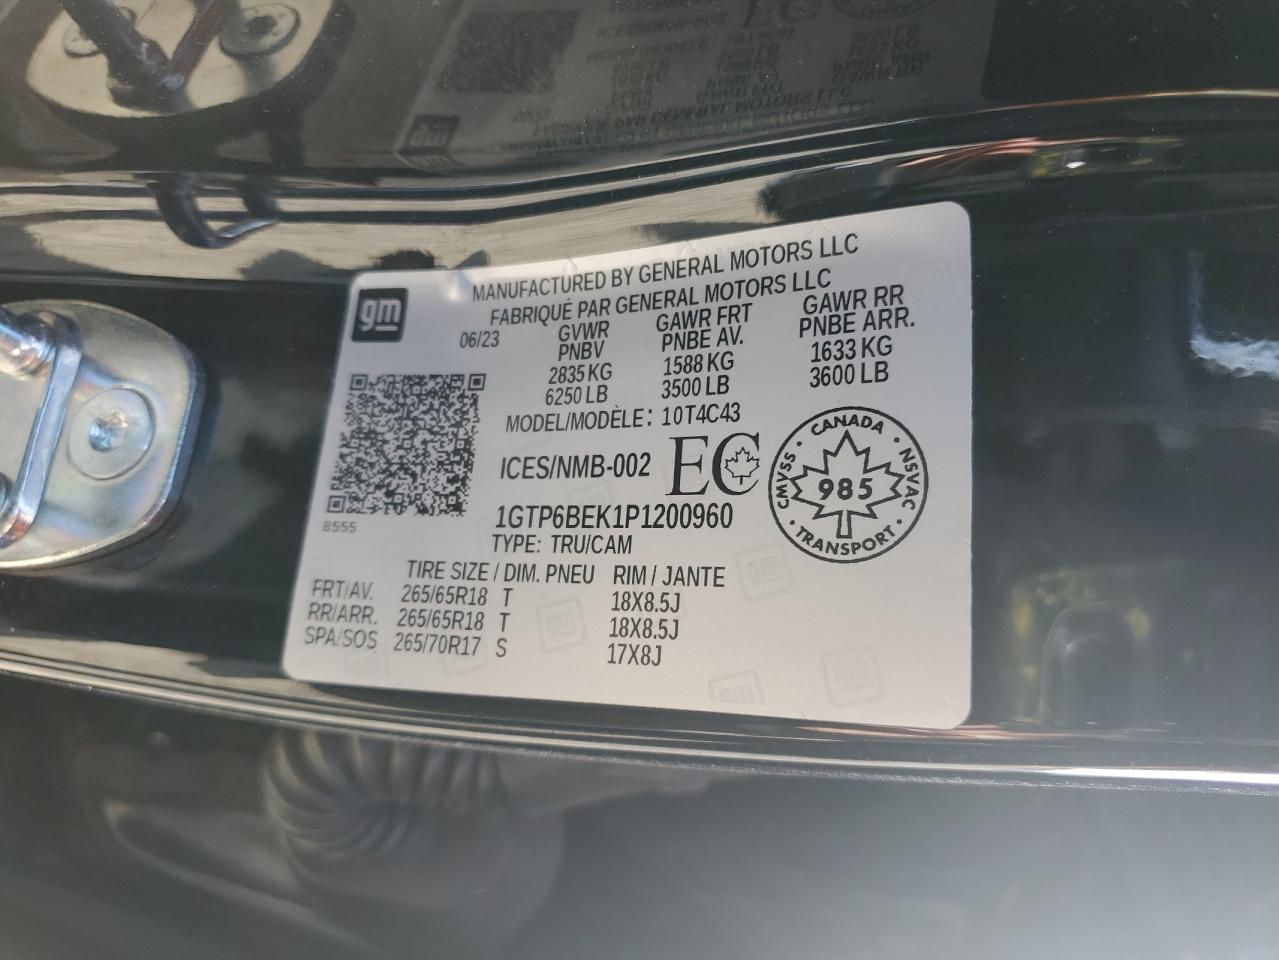 gm
MANUFACTURED BY GENERAL MOTORS LLC
FABRIQUÉ PAR GENERAL MOTORS LLC
06/23
GVWR
PNBV
2835 KG
6250 LB
GAWR FRT
PNBE AV.
1588 KG
3500 LB
GAWR RR
PNBE ARR.
1633 KG
3600 LB
MODEL/MODÈLE: 10T4C43
ICES/NMB-002 EC
CANADA
CMVSS 985 NSVAC
TRANSPORT
1GTP6BEK1P1200960
TYPE: TRU/CAM
8555
TIRE SIZE / DIM. PNEU RIM / JANTE
FRT/AV. 265/65R18 T 18X8.5J
RR/ARR. 265/65R18 T 18X8.5J
SPA/SOS 265/70R17 S 17X8J